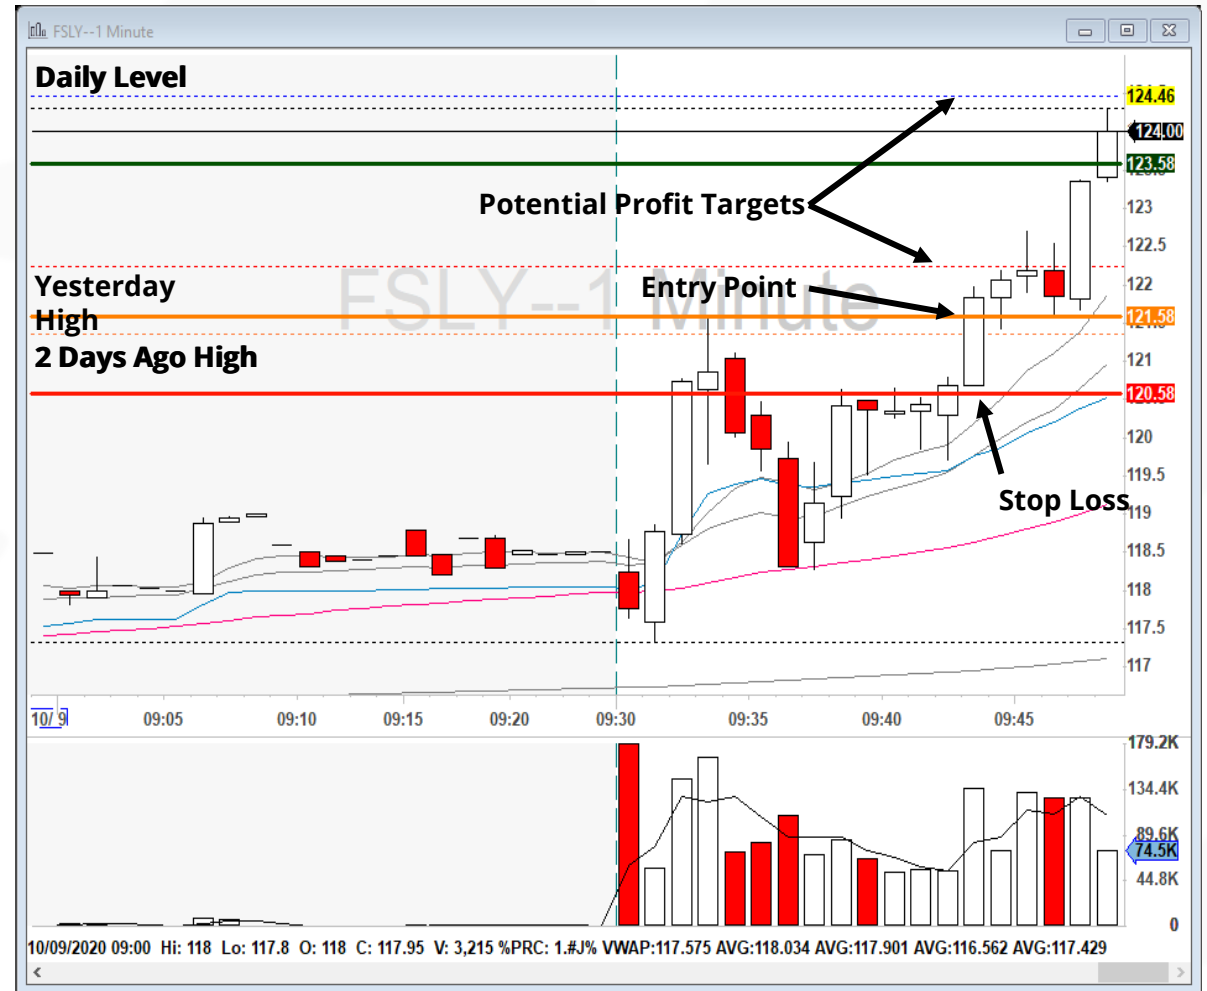 FSLY--1 Minute
Daily Level
124.46
124.00
123.58
Potential Profit Targets
123
122.5
FSLY--1 Minute
Yesterday
High
Entry Point
122
121.58
2 Days Ago High
121
120.58
120
119.5
Stop Loss
119
118.5
118
117.5
117
10/ 9 09:05 09:10 09:15 09:20 09:30 09:35 09:40 09:45
179.2K
134.4K
89.6K
74.5K
44.8K
0
10/09/2020 09:00 Hi: 118 Lo: 117.8 O: 118 C: 117.95 V: 3,215 %PRC: 1.#J% VWAP:117.575 AVG:118.034 AVG:117.901 AVG:116.562 AVG:117.429